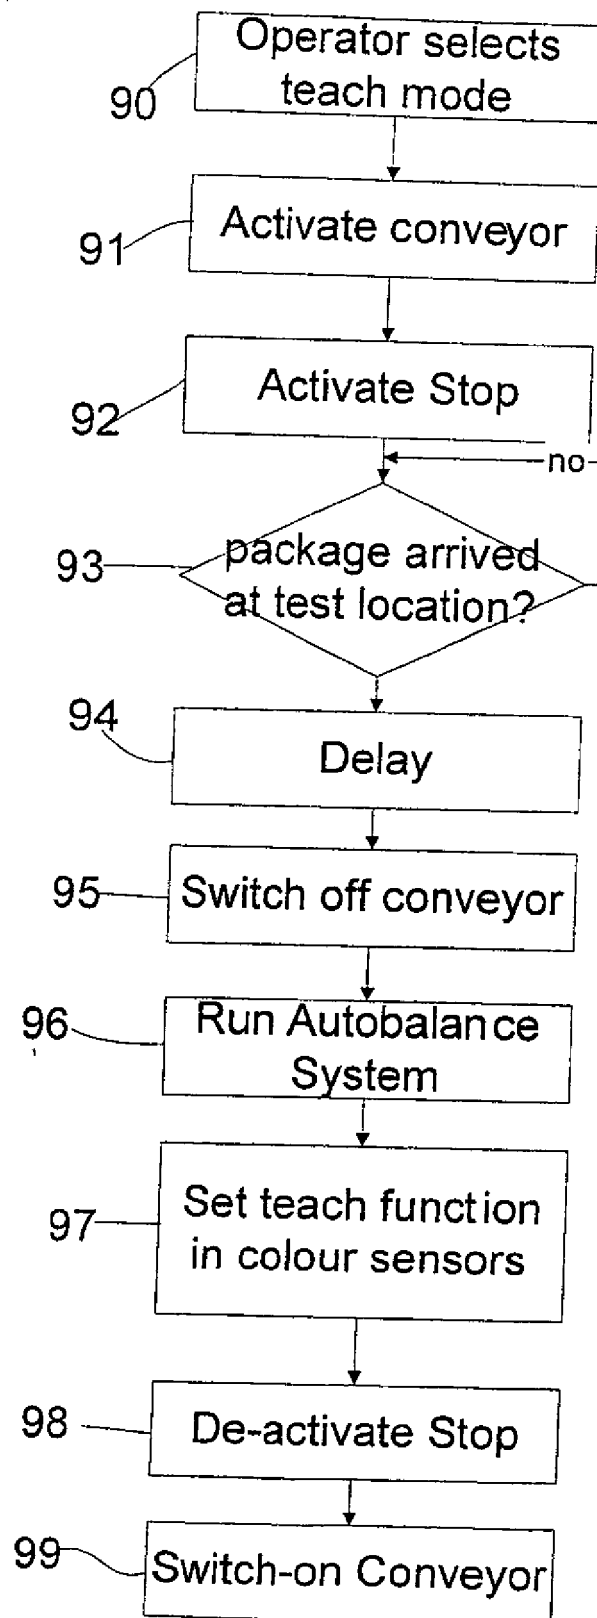 Operator selects
teach mode
90
Activate conveyor
91
Activate Stop
92
no
package arrived
at test location?
93
94
Delay
95
Switch off conveyor
96
Run Autobalance
System
97
Set teach function
in colour sensors
98
De-activate Stop
99
Switch-on Conveyor